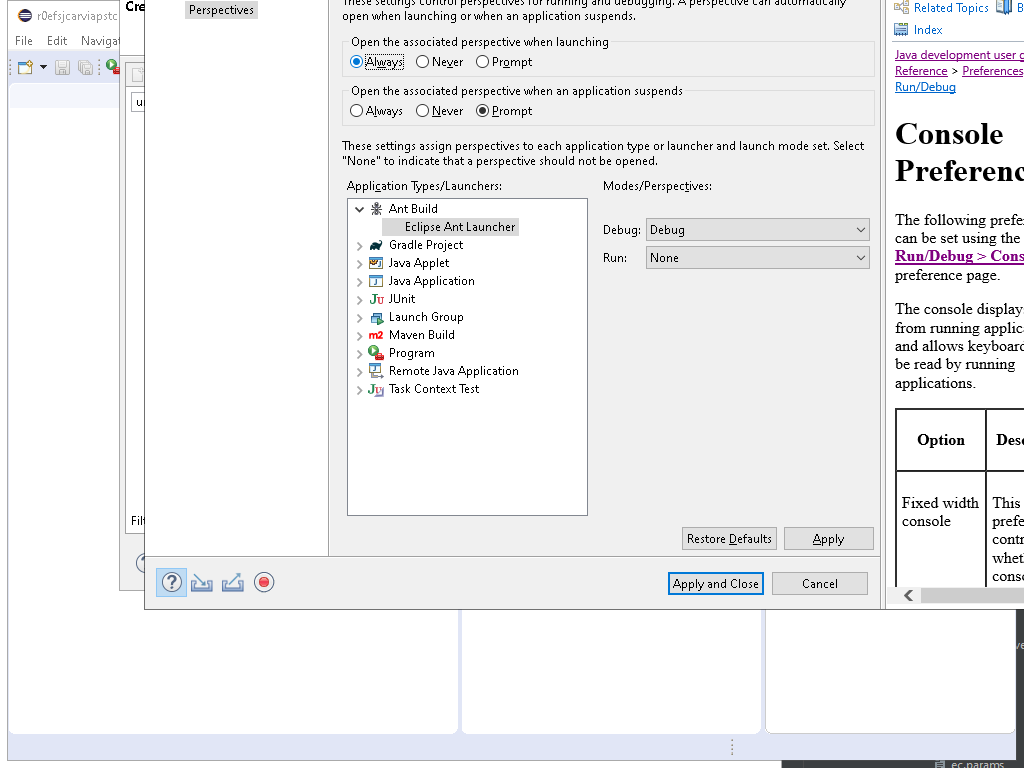 r0efsjcarviapstc
File Edit Navigat
Cre
Filt
Perspectives
These settings control perspectives for running and debugging. A perspective can automatically
open when launching or when an application suspends.
Open the associated perspective when launching
Always Never Prompt
Open the associated perspective when an application suspends
Always Never Prompt
These settings assign perspectives to each application type or launcher and launch mode set. Select
"None" to indicate that a perspective should not be opened.
Application Types/Launchers:
Ant Build
Eclipse Ant Launcher
Gradle Project
Java Applet
Java Application
JUnit
Launch Group
Maven Build
Program
Remote Java Application
Task Context Test
Modes/Perspectives:
Debug: Debug
Run: None
Restore Defaults Apply
Apply and Close Cancel
Related Topics B
Index
Java development user g
Reference > Preferences
Run/Debug
Console
Preferenc
The following prefe
can be set using the
Run/Debug > Cons
preference page.
The console display
from running applica
and allows keyboard
be read by running
applications.
Option Desc
Fixed width
console
This
prefe
contr
wheth
conso
ec.params